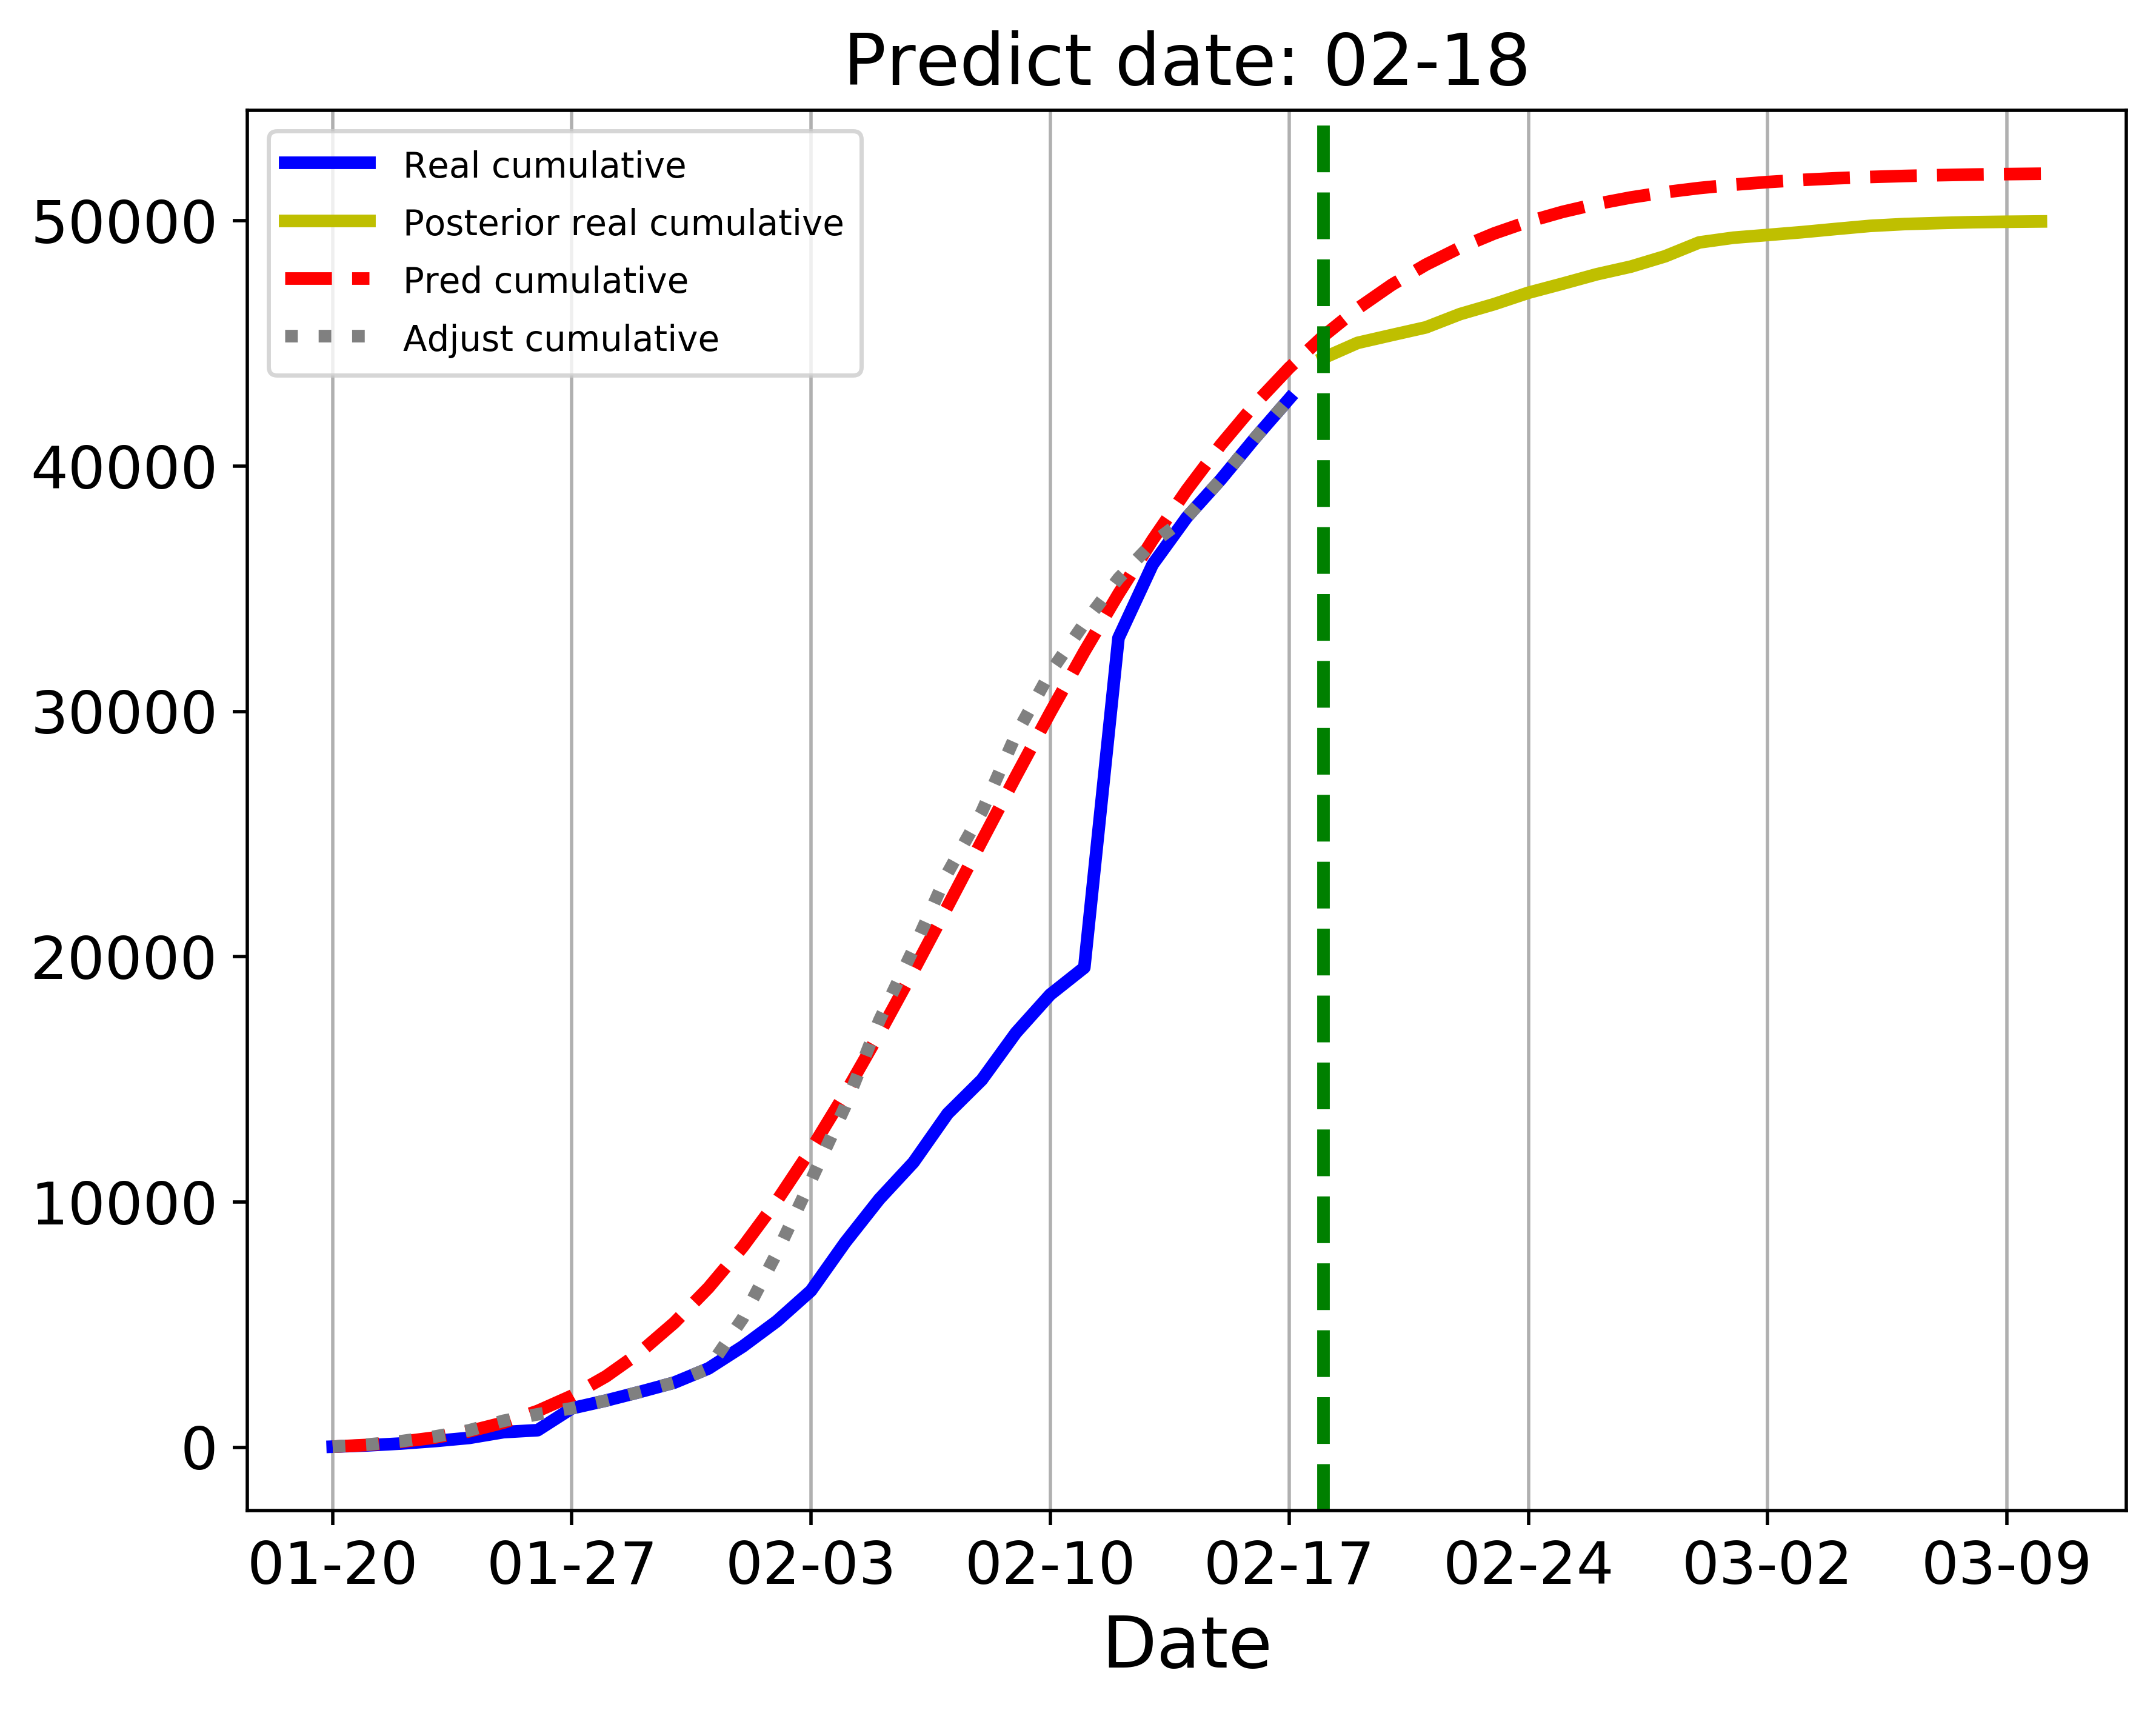 Predict date: 02-18
Real cumulative
Posterior real cumulative
Pred cumulative
Adjust cumulative
50000
40000
30000
20000
10000
0
01-20 01-27 02-03 02-10 02-17 02-24 03-02 03-09
Date